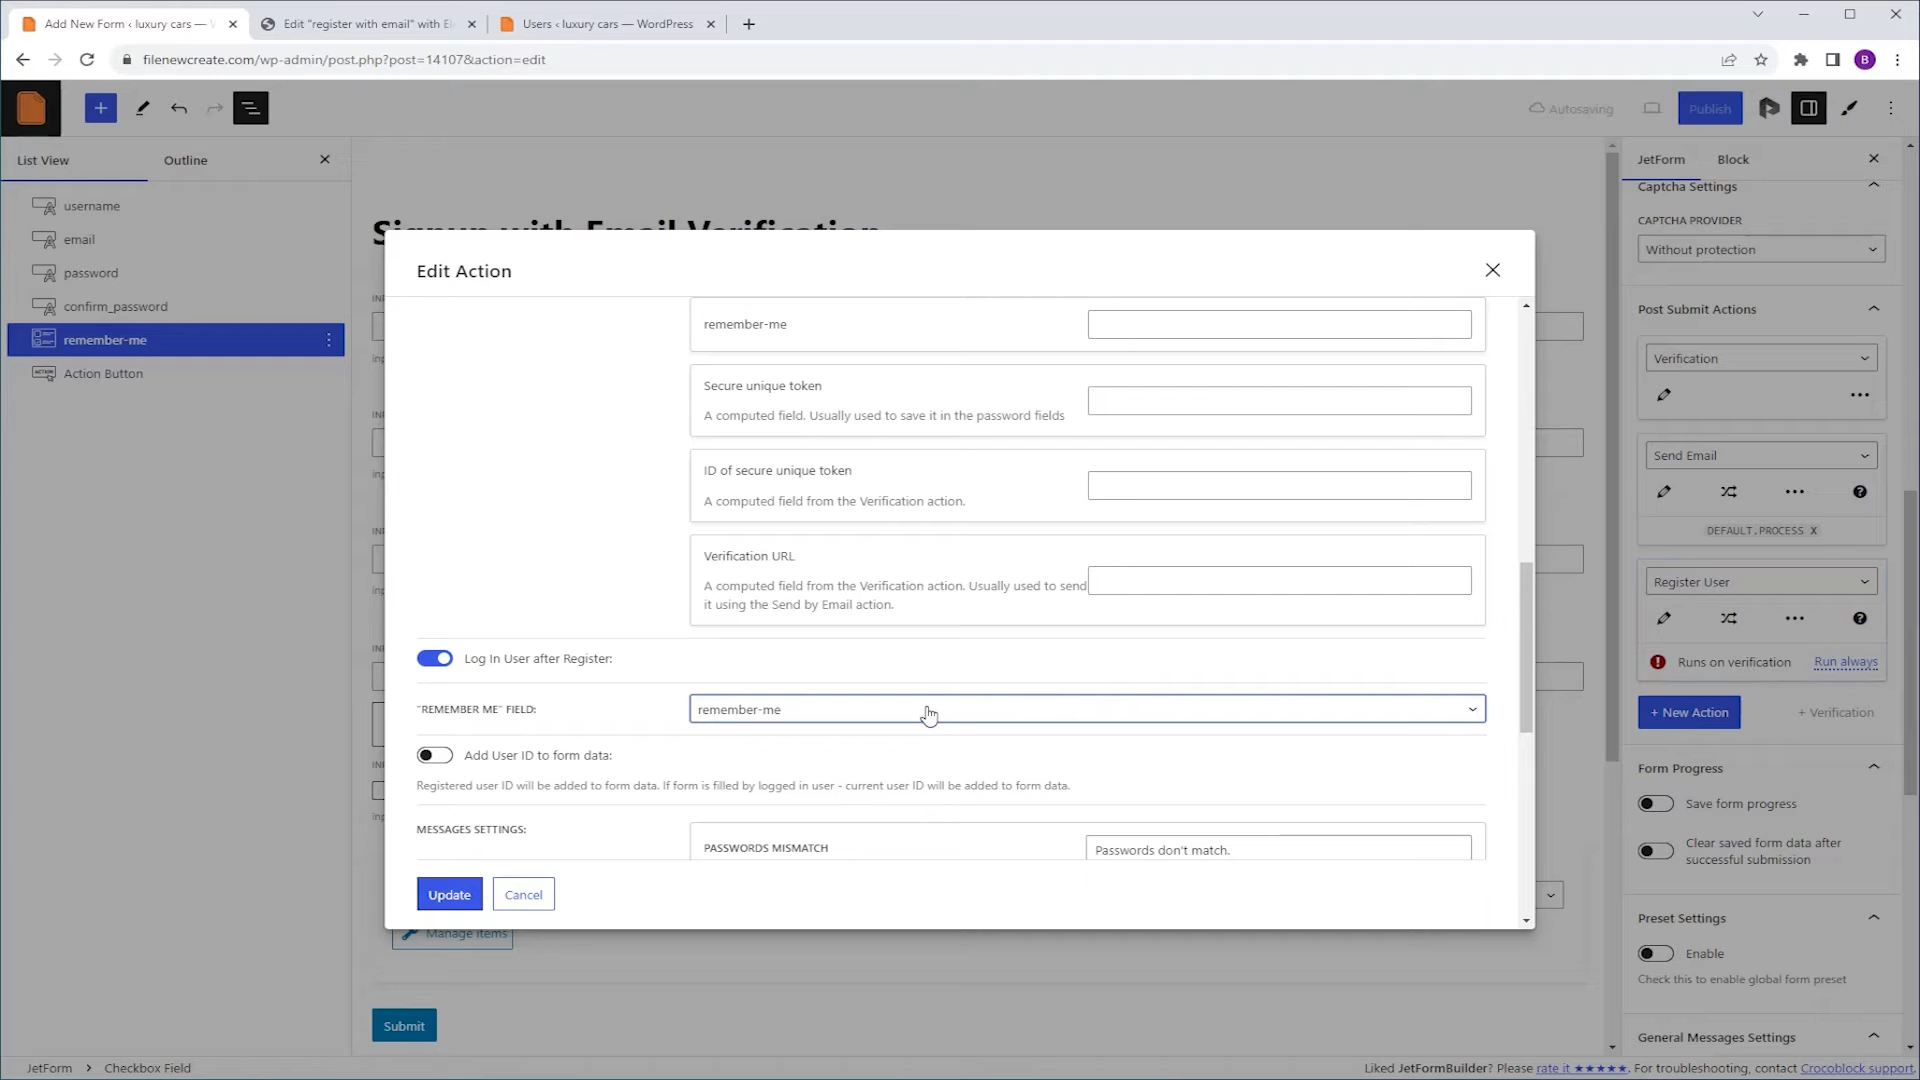 Add New Form ‹ luxury cars — W
Edit "register with email" with El
Users ‹ luxury cars — WordPress
filenewcreate.com/wp-admin/post.php?post=14107&action=edit
B
Autosaving
Publish
List View
Outline
username
email
password
confirm_password
remember-me
Action Button
Signup with Email Verification
Edit Action
remember-me
Secure unique token
A computed field. Usually used to save it in the password fields
ID of secure unique token
A computed field from the Verification action.
Verification URL
A computed field from the Verification action. Usually used to send
it using the Send by Email action.
Log In User after Register:
"REMEMBER ME" FIELD:
remember-me
Add User ID to form data:
Registered user ID will be added to form data. If form is filled by logged in user - current user ID will be added to form data.
MESSAGES SETTINGS:
PASSWORDS MISMATCH
Passwords don't match.
Update
Cancel
Manage items
Submit
JetForm
Block
Captcha Settings
CAPTCHA PROVIDER
Without protection
Post Submit Actions
Verification
Send Email
DEFAULT.PROCESS X
Register User
Runs on verification
Run always
+ New Action
+ Verification
Form Progress
Save form progress
Clear saved form data after
successful submission
Preset Settings
Enable
Check this to enable global form preset
General Messages Settings
JetForm > Checkbox Field
Liked JetFormBuilder? Please rate it ★★★★★. For troubleshooting, contact Crocoblock support.